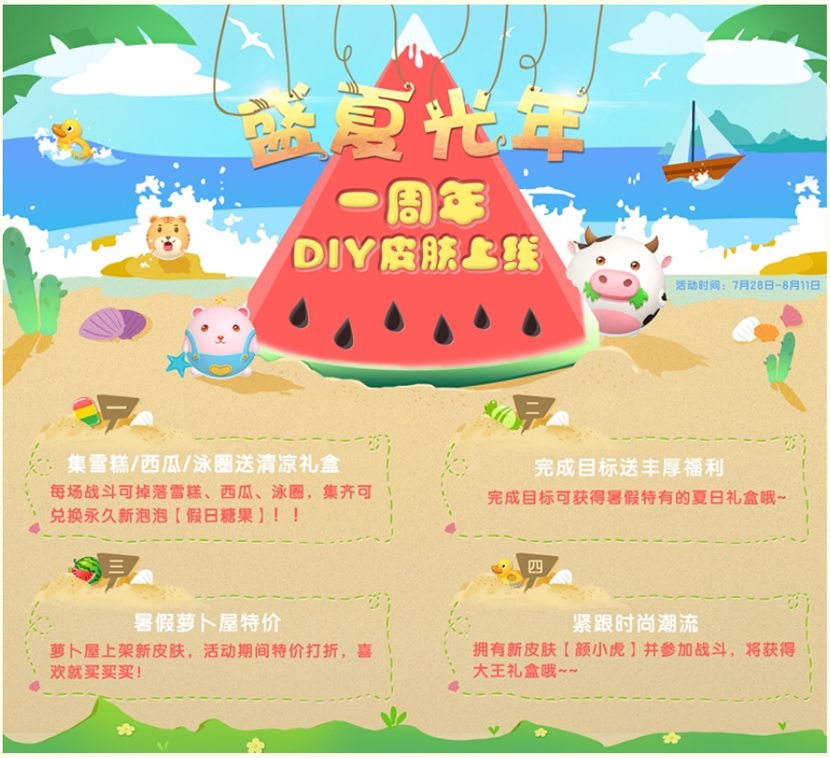 盛夏光年
一周年
DIY皮肤上线
活动时间：7月28日-8月11日
一
集雪糕/西瓜/泳圈送清凉礼盒
每场战斗可掉落雪糕、西瓜、泳圈，集齐可
兑换永久新泡泡【假日糖果】！！
二
完成目标送丰厚福利
完成目标可获得暑假特有的夏日礼盒哦~
三
暑假萝卜屋特价
萝卜屋上架新皮肤，活动期间特价打折，喜
欢就买买买！
四
紧跟时尚潮流
拥有新皮肤【颜小虎】并参加战斗，将获得
大王礼盒哦~~